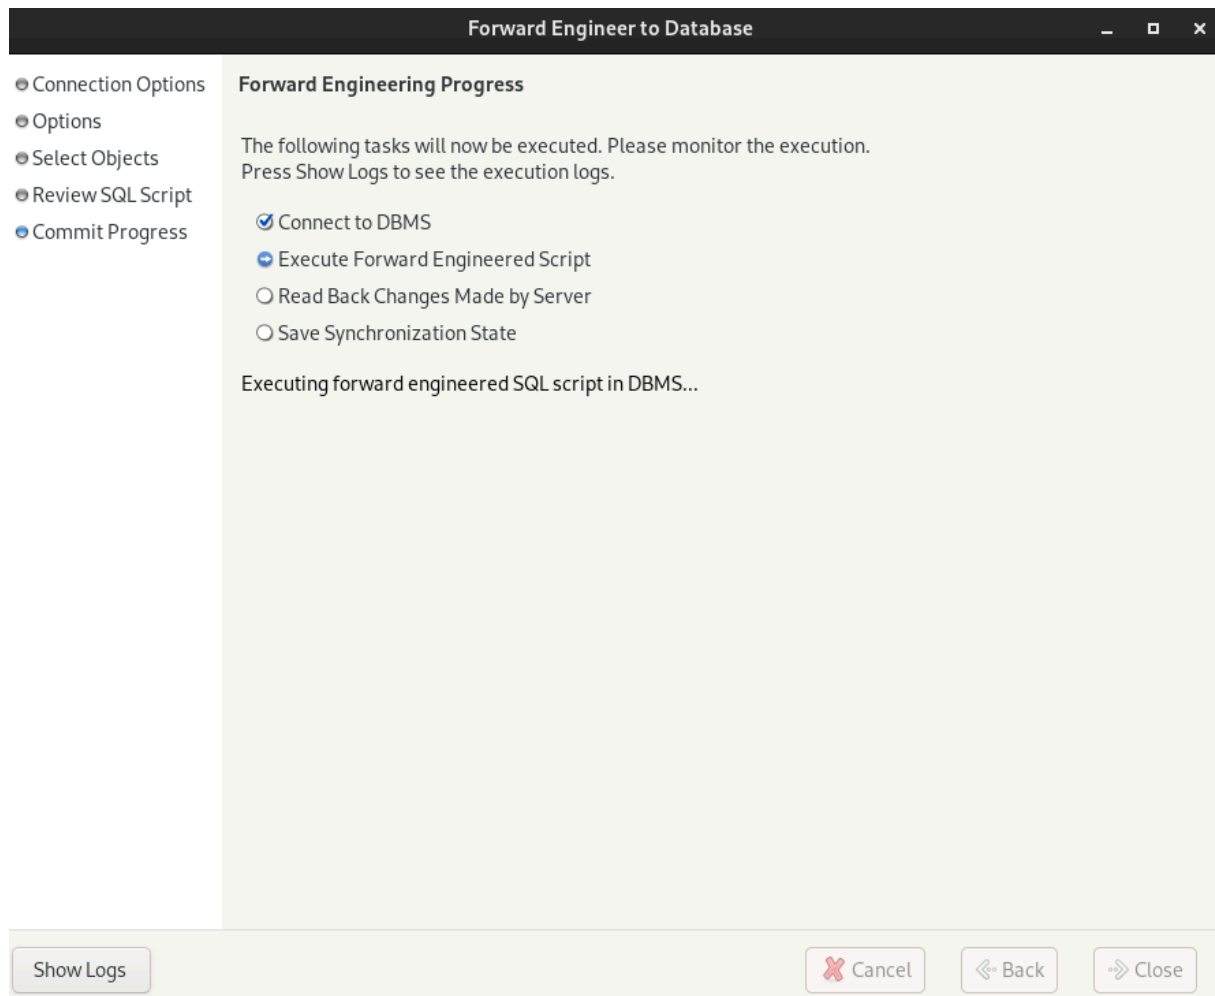 Forward Engineer to Database
Connection Options
Options
Select Objects
Review SQL Script
Commit Progress
Forward Engineering Progress
The following tasks will now be executed. Please monitor the execution.
Press Show Logs to see the execution logs.
Connect to DBMS
Execute Forward Engineered Script
Read Back Changes Made by Server
Save Synchronization State
Executing forward engineered SQL script in DBMS...
Show Logs
Cancel
Back
Close